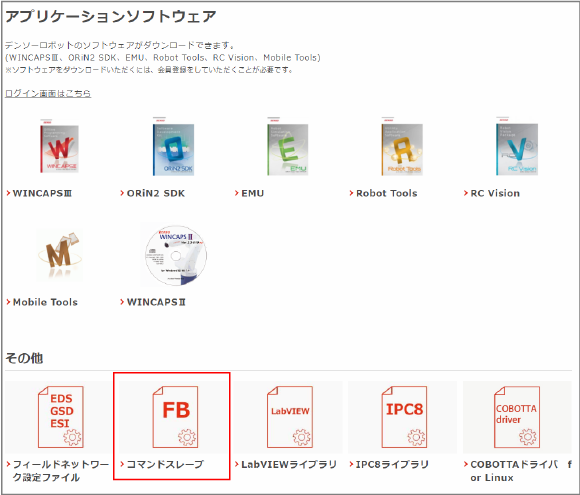 アプリケーションソフトウェア
デンソーロボットのソフトウェアがダウンロードできます。
(WINCAPSⅢ、ORiN2 SDK、EMU、Robot Tools、RC Vision、Mobile Tools)
※ソフトウェアをダウンロードいただくには、会員登録をしていただくことが必要です。
ログイン画面はこちら
W
WINCAPSⅢ
O
ORiN2 SDK
E
EMU
R
Robot Tools
V
RC Vision
WINCAPSⅢ
ORiN2 SDK
EMU
Robot Tools
RC Vision
M
WINCAPS Ⅱ
Mobile Tools
WINCAPSⅡ
その他
EDS
GSD
ESI
FB
LabVIEW
IPC8
COBOTTA
driver
フィールドネットワー
ク設定ファイル
コマンドスレーブ
LabVIEWライブラリ
IPC8ライブラリ
COBOTTAドライバ f
or Linux